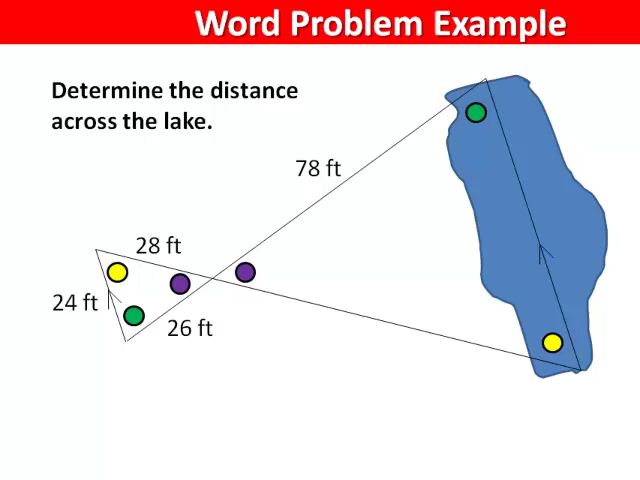 Word Problem Example
Determine the distance
across the lake.
78 ft
28 ft
24 ft
26 ft